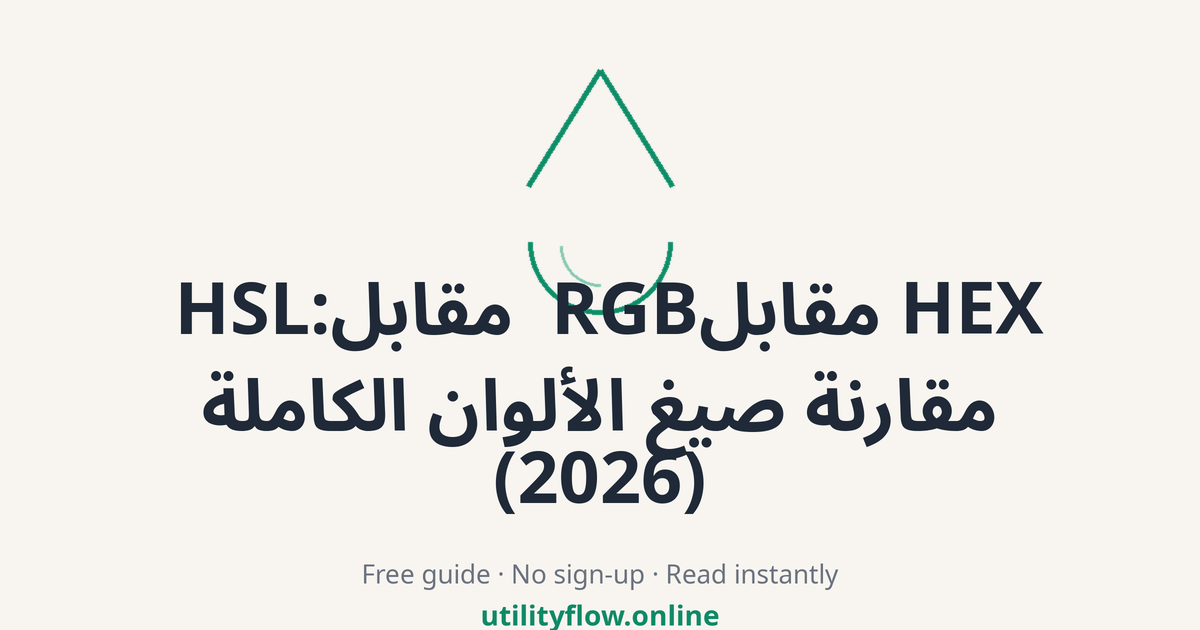 HEX مقابل RGB مقابل HSL:
مقارنة صيغ الألوان الكاملة
(2026)
Free guide · No sign-up · Read instantly
utilityflow.online